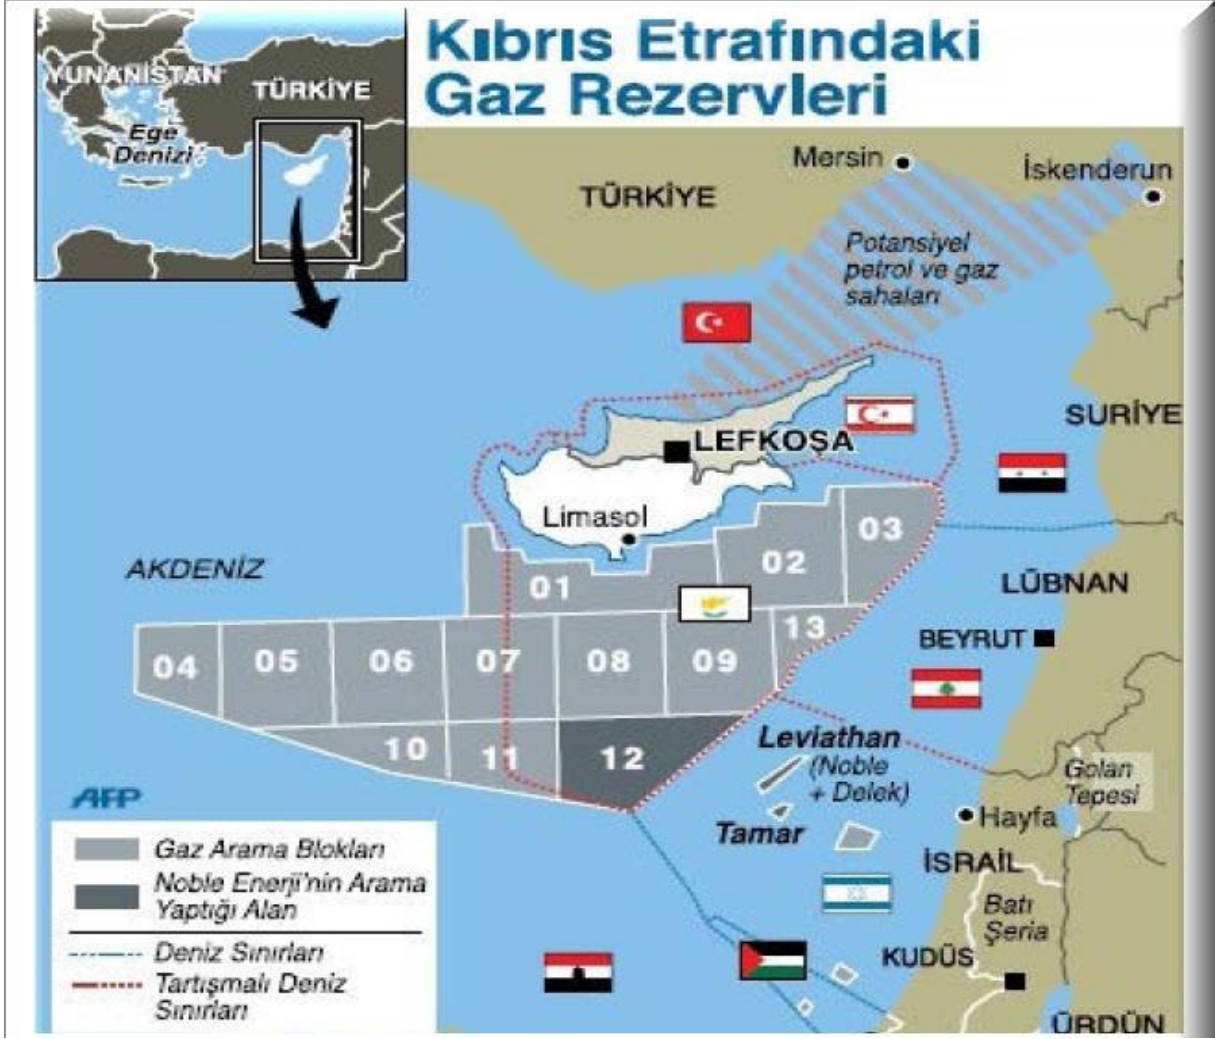 Kıbrıs Etrafındaki
Gaz Rezervleri
YUNANİSTAN
TÜRKİYE
Ege
Denizi
Mersin
İskenderun
TÜRKİYE
Potansiyel
petrol ve gaz
sahaları
SURİYE
LEFKOŞA
Limasol
AKDENİZ
01
02
03
LÜBNAN
BEYRUT
04
05
06
07
08
09
13
10
11
12
Leviathan
(Noble
+ Delek)
Tamar
Golan
Tepesi
Hayfa
İSRAİL
Batı
Şeria
KUDÜS
ÜRDÜN
AFP
Gaz Arama Blokları
Noble Enerji'nin Arama
Yaptığı Alan
Deniz Sınırları
Tartışmalı Deniz
Sınırları